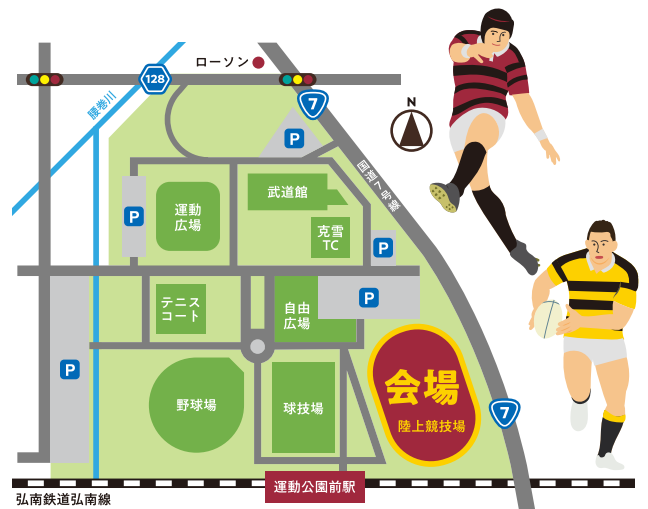 ローソン
128
7
N
腰巻川
P
国道7号線
武道館
運動
広場
P
克雪
TC
P
テニス
コート
自由
広場
P
P
会場
陸上競技場
野球場
球技場
7
運動公園前駅
弘南鉄道弘南線